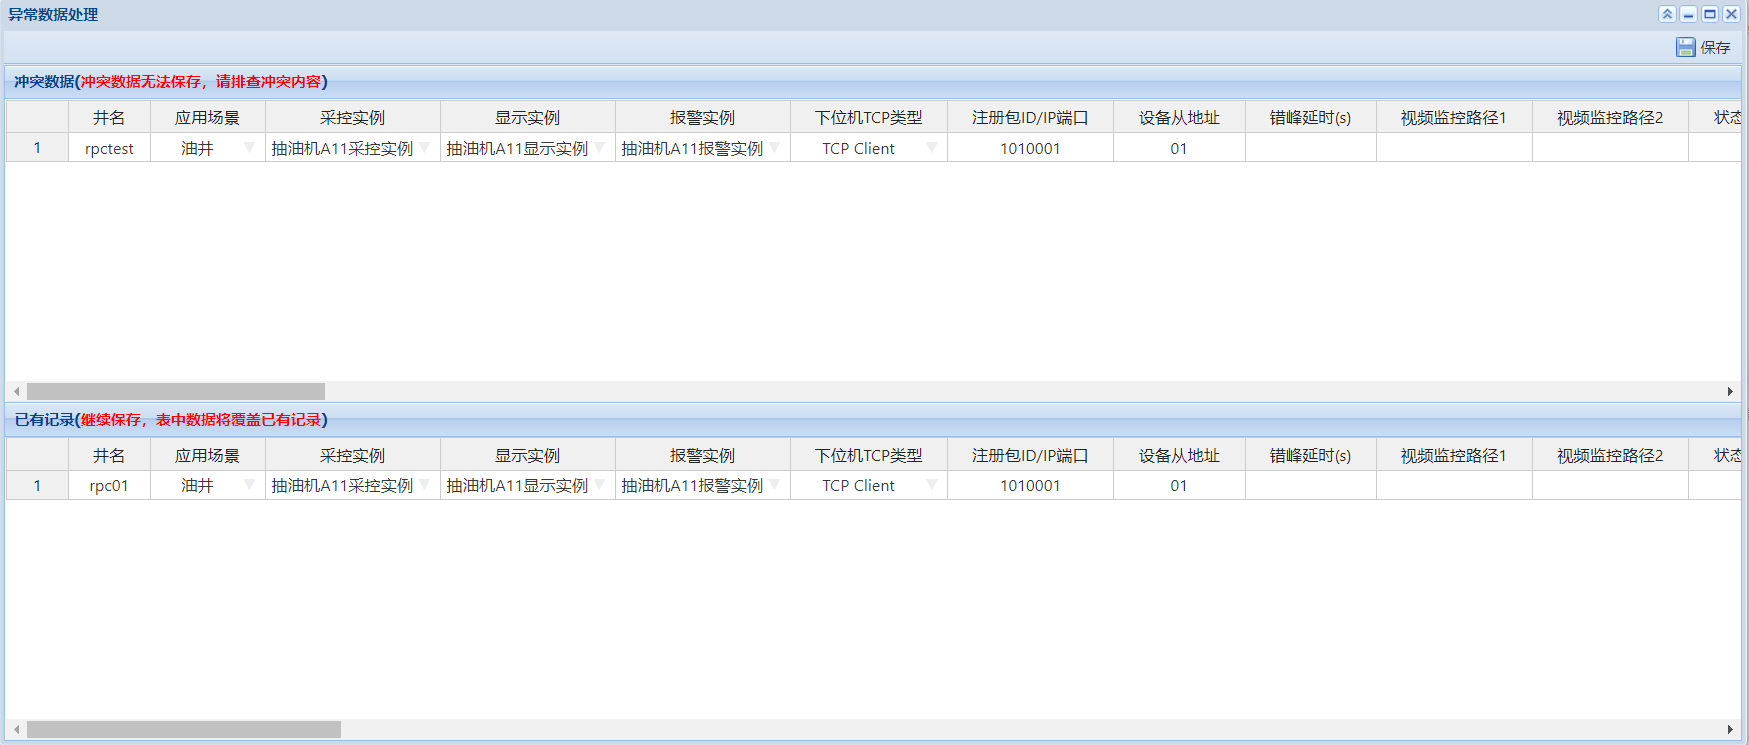 异常数据处理
保存
冲突数据(冲突数据无法保存，请排查冲突内容)
井名 应用场景 采控实例 显示实例 报警实例 下位机TCP类型 注册包ID/IP端口 设备从地址 错峰延时(s) 视频监控路径1 视频监控路径2 状态
1 rpctest 油井 抽油机A11采控实例 抽油机A11显示实例 抽油机A11报警实例 TCP Client 1010001 01
已有记录(继续保存，表中数据将覆盖已有记录)
井名 应用场景 采控实例 显示实例 报警实例 下位机TCP类型 注册包ID/IP端口 设备从地址 错峰延时(s) 视频监控路径1 视频监控路径2 状态
1 rpc01 油井 抽油机A11采控实例 抽油机A11显示实例 抽油机A11报警实例 TCP Client 1010001 01